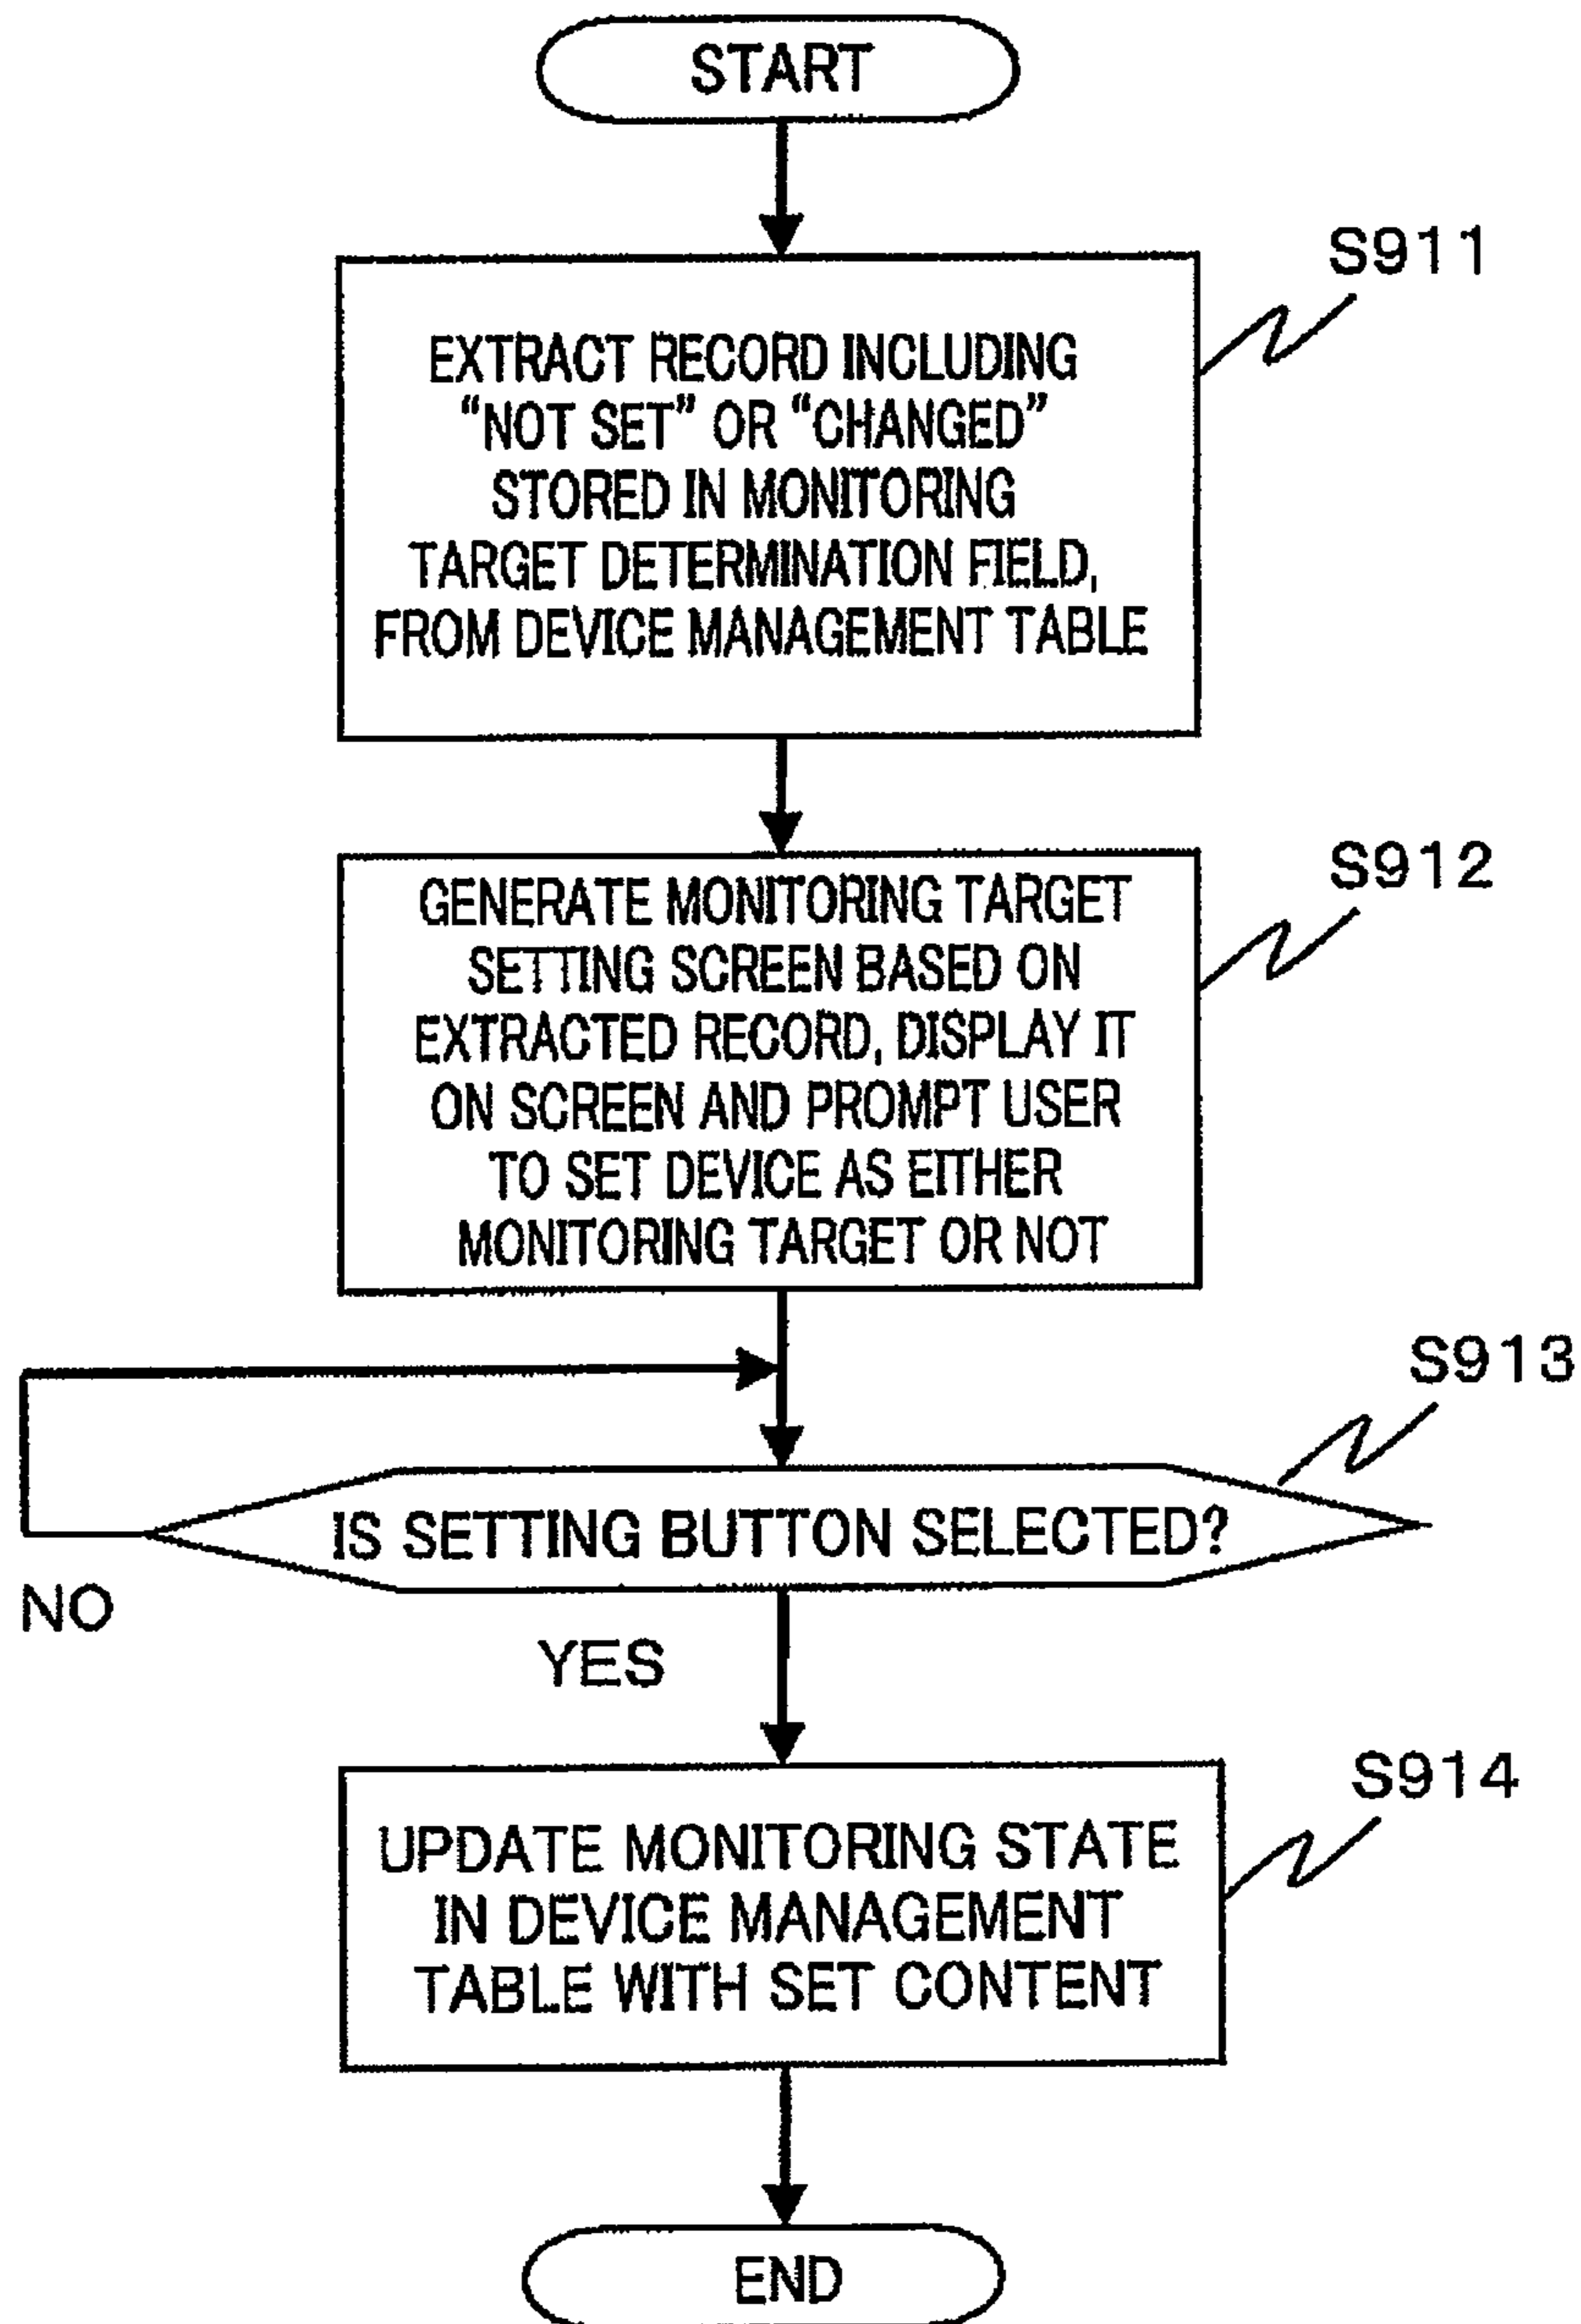 START
S911
EXTRACT RECORD INCLUDING
“NOT SET” OR “CHANGED”
STORED IN MONITORING
TARGET DETERMINATION FIELD,
FROM DEVICE MANAGEMENT TABLE
S912
GENERATE MONITORING TARGET
SETTING SCREEN BASED ON
EXTRACTED RECORD, DISPLAY IT
ON SCREEN AND PROMPT USER
TO SET DEVICE AS EITHER
MONITORING TARGET OR NOT
S913
IS SETTING BUTTON SELECTED?
NO
YES
S914
UPDATE MONITORING STATE
IN DEVICE MANAGEMENT
TABLE WITH SET CONTENT
END